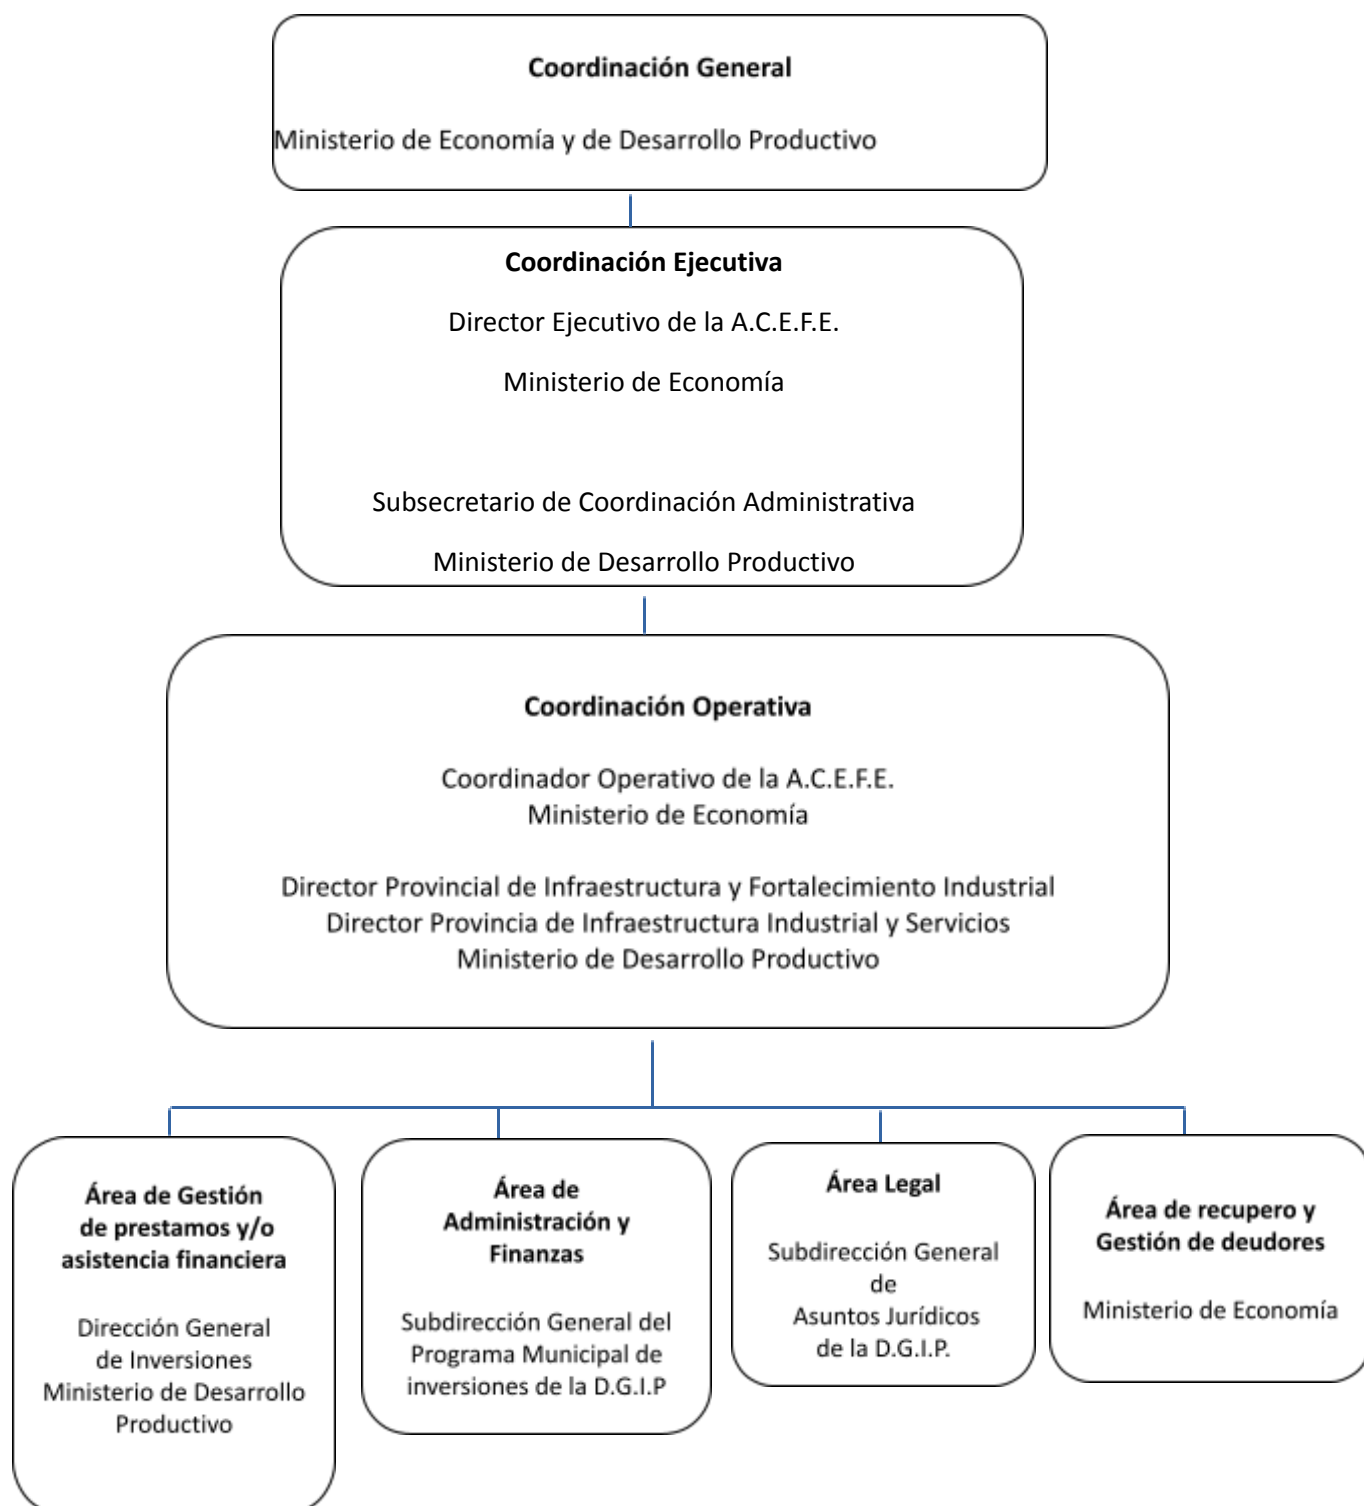 Coordinación General
Ministerio de Economía y de Desarrollo Productivo
Coordinación Ejecutiva
Director Ejecutivo de la A.C.E.F.E.
Ministerio de Economía
Subsecretario de Coordinación Administrativa
Ministerio de Desarrollo Productivo
Coordinación Operativa
Coordinador Operativo de la A.C.E.F.E.
Ministerio de Economía
Director Provincial de Infraestructura y Fortalecimiento Industrial
Director Provincia de Infraestructura Industrial y Servicios
Ministerio de Desarrollo Productivo
Área de Gestión
de prestamos y/o
asistencia financiera
Dirección General
de Inversiones
Ministerio de Desarrollo
Productivo
Área de
Administración y
Finanzas
Subdirección General del
Programa Municipal de
inversiones de la D.G.I.P
Área Legal
Subdirección General
de
Asuntos Jurídicos
de la D.G.I.P.
Área de recupero y
Gestión de deudores
Ministerio de Economía